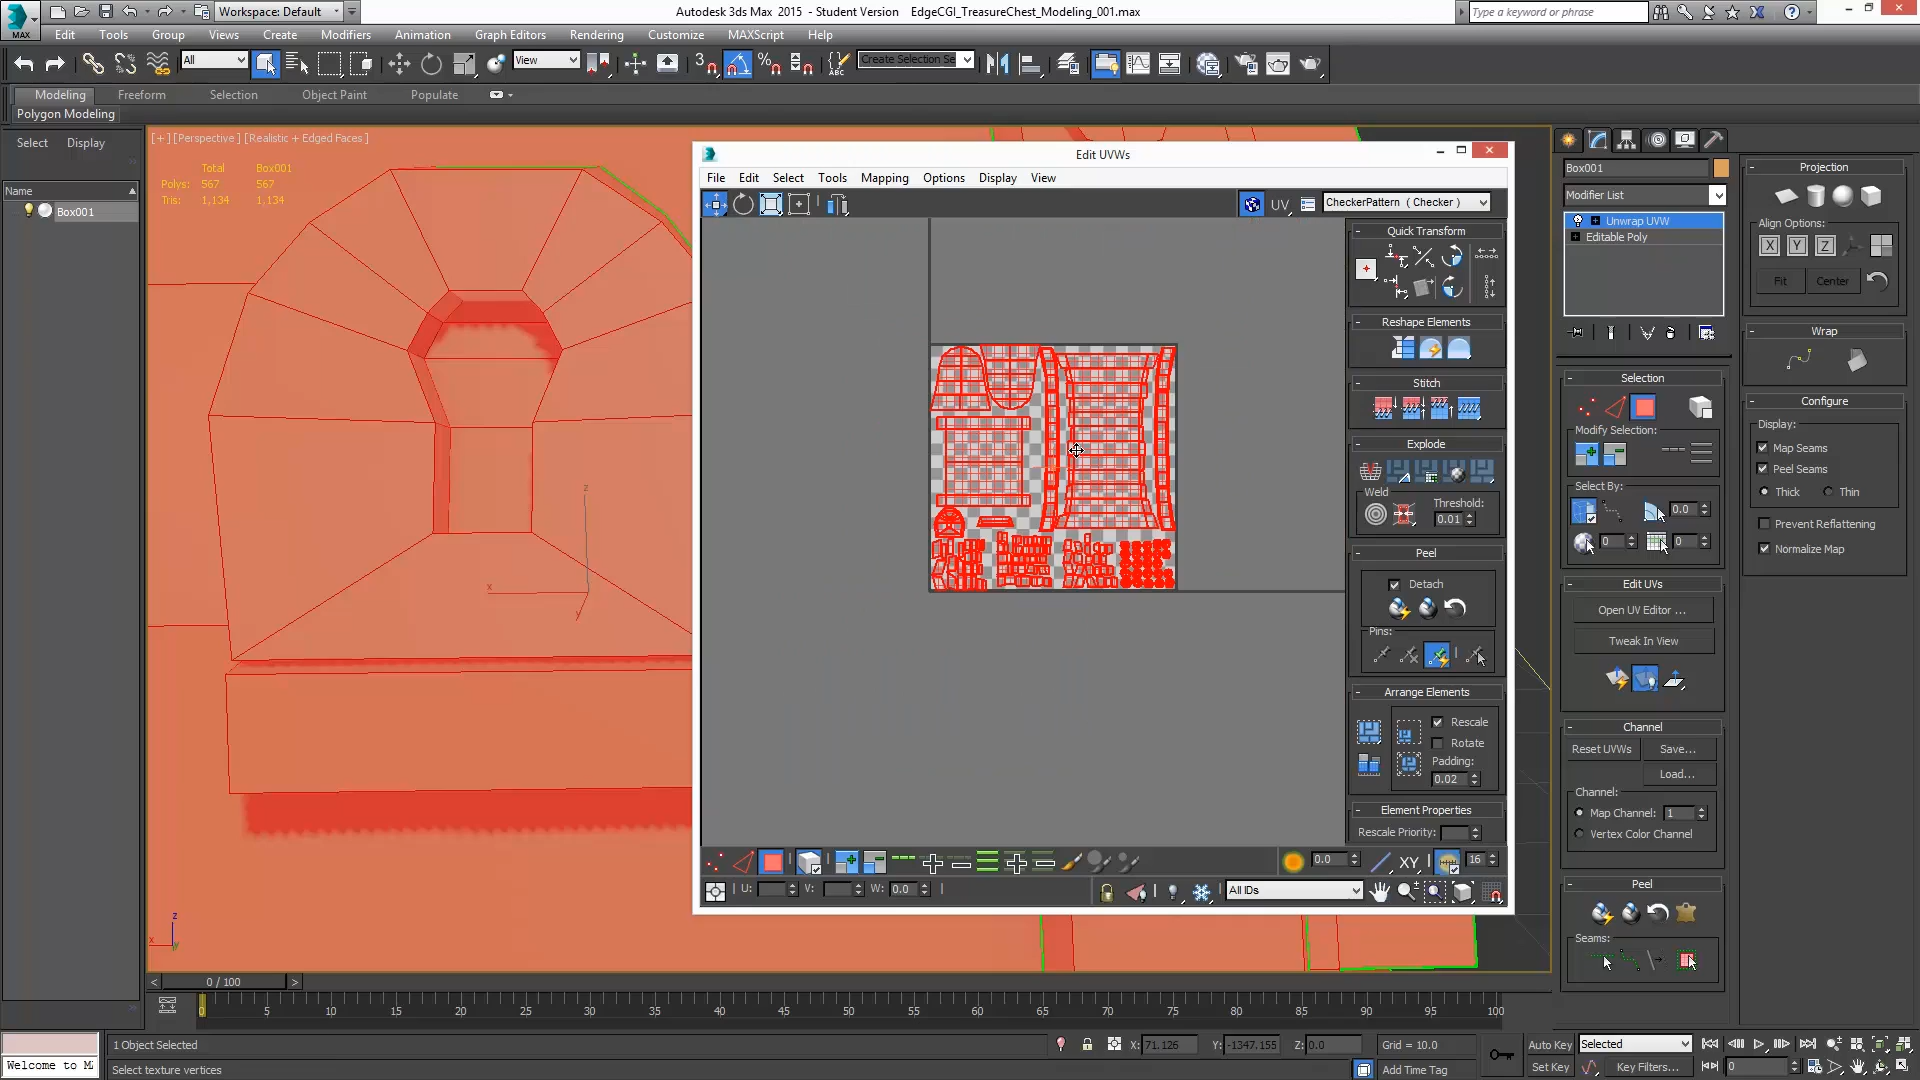 MAX
Workspace: Default
Autodesk 3ds Max 2015 - Student Version EdgeCGI_TreasureChest_Modeling_001.max
Type a keyword or phrase
Edit Tools Group Views Create Modifiers Animation Graph Editors Rendering Customize MAXScript Help
All
View
3
Create Selection Se
Modeling Freeform Selection Object Paint Populate
Polygon Modeling
Select Display
Name
Box001
[+] [Perspective] [Realistic + Edged Faces]
Total Box001
Polys: 567 567
Tris: 1,134 1,134
z
x
y
z
x
y
Edit UVWs
File Edit Select Tools Mapping Options Display View
UV
CheckerPattern ( Checker )
Quick Transform
Reshape Elements
Stitch
Explode
Weld Threshold:
0.01
Peel
Detach
Pins:
Arrange Elements
Rescale
Rotate
Padding:
0.02
Element Properties
Rescale Priority:
0.0
XY
16
U: V: W: 0.0
All IDs
Box001
Modifier List
Unwrap UVW
Editable Poly
Selection
Modify Selection:
Select By:
0.0
0 0
Edit UVs
Open UV Editor ...
Tweak In View
Channel
Reset UVWs Save...
Load...
Channel:
Map Channel: 1
Vertex Color Channel
Peel
Seams:
Projection
Align Options:
X Y Z
Fit Center
Wrap
Configure
Display:
Map Seams
Peel Seams
Thick Thin
Prevent Reflattening
Normalize Map
< 0 / 100 >
0 5 10 15 20 25 30 35 40 45 50 55 60 65 70 75 80 85 90 95 100
1 Object Selected
X: 71.126 Y: -1347.155 Z: 0.0 Grid = 10.0
Auto Key Selected
Welcome to M
Select texture vertices
Add Time Tag
Set Key Key Filters... 0